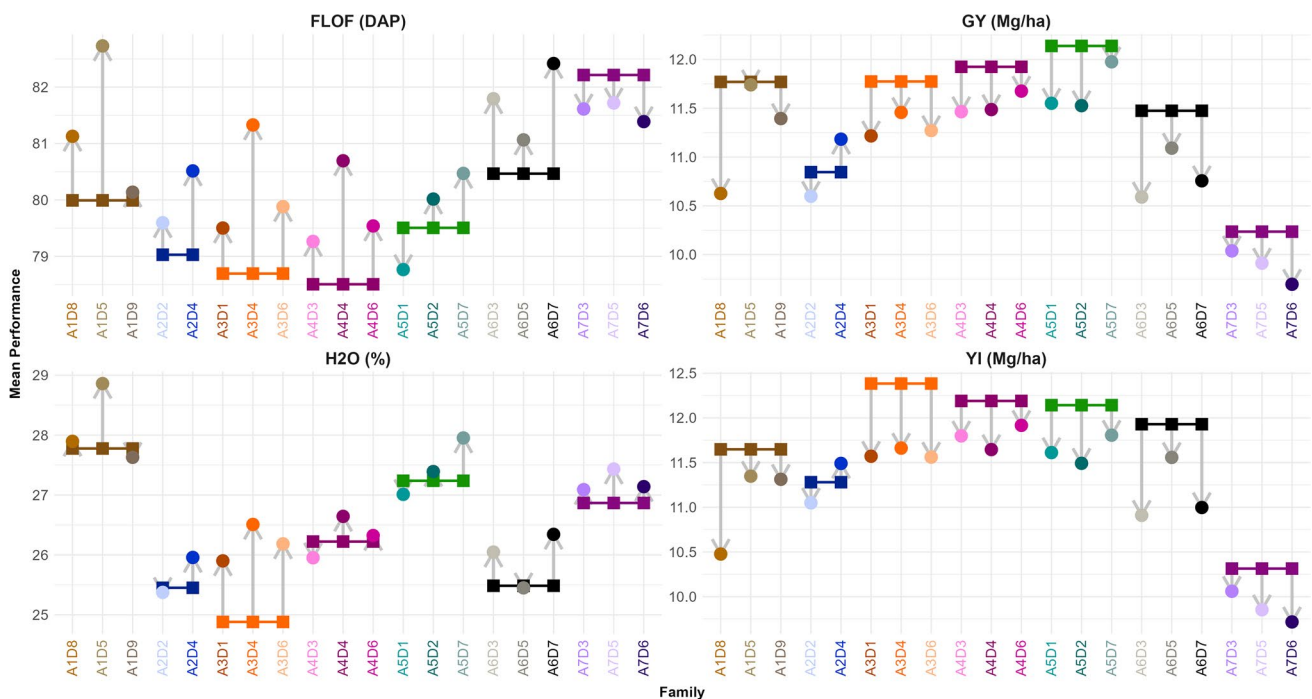 FLOF (DAP)
GY (Mg/ha)
82
81
80
79
12.0
11.5
11.0
10.5
10.0
A1D8 A1D5 A1D9 A2D2 A2D4 A3D1 A3D4 A3D6 A4D3 A4D4 A4D6 A5D1 A5D2 A5D7 A6D3 A6D5 A6D7 A7D3 A7D5 A7D6
A1D8 A1D5 A1D9 A2D2 A2D4 A3D1 A3D4 A3D6 A4D3 A4D4 A4D6 A5D1 A5D2 A5D7 A6D3 A6D5 A6D7 A7D3 A7D5 A7D6
Mean Performance
H2O (%)
YI (Mg/ha)
29
28
27
26
25
12.5
12.0
11.5
11.0
10.5
10.0
A1D8 A1D5 A1D9 A2D2 A2D4 A3D1 A3D4 A3D6 A4D3 A4D4 A4D6 A5D1 A5D2 A5D7 A6D3 A6D5 A6D7 A7D3 A7D5 A7D6
A1D8 A1D5 A1D9 A2D2 A2D4 A3D1 A3D4 A3D6 A4D3 A4D4 A4D6 A5D1 A5D2 A5D7 A6D3 A6D5 A6D7 A7D3 A7D5 A7D6
Family